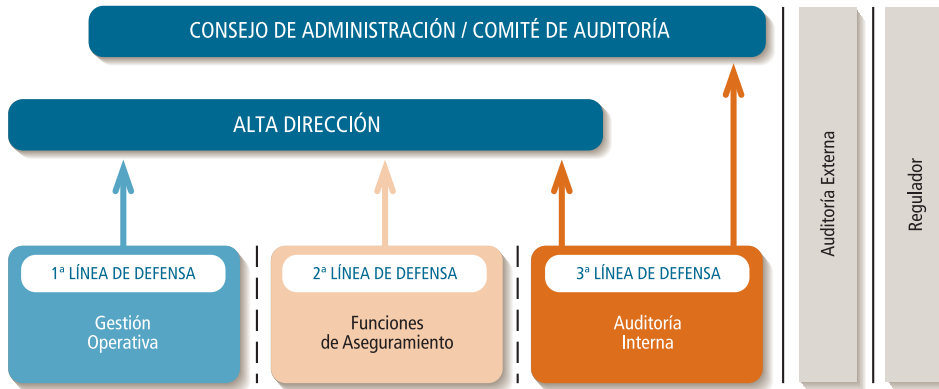 CONSEJO DE ADMINISTRACIÓN / COMITÉ DE AUDITORÍA
ALTA DIRECCIÓN
1ª LÍNEA DE DEFENSA
Gestión
Operativa
2ª LÍNEA DE DEFENSA
Funciones
de Aseguramiento
3ª LÍNEA DE DEFENSA
Auditoría
Interna
Auditoría Externa
Regulador